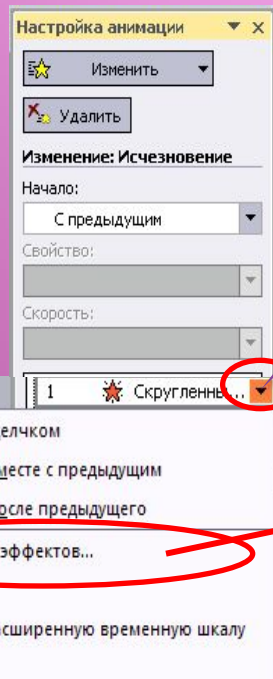 Настройка анимации
Изменить
Удалить
Изменение: Исчезновение
Начало:
С предыдущим
Свойство:
Скорость:
1 Скругленны...
елчком
месте с предыдущим
осле предыдущего
эффектов...
сширенную временную шкалу